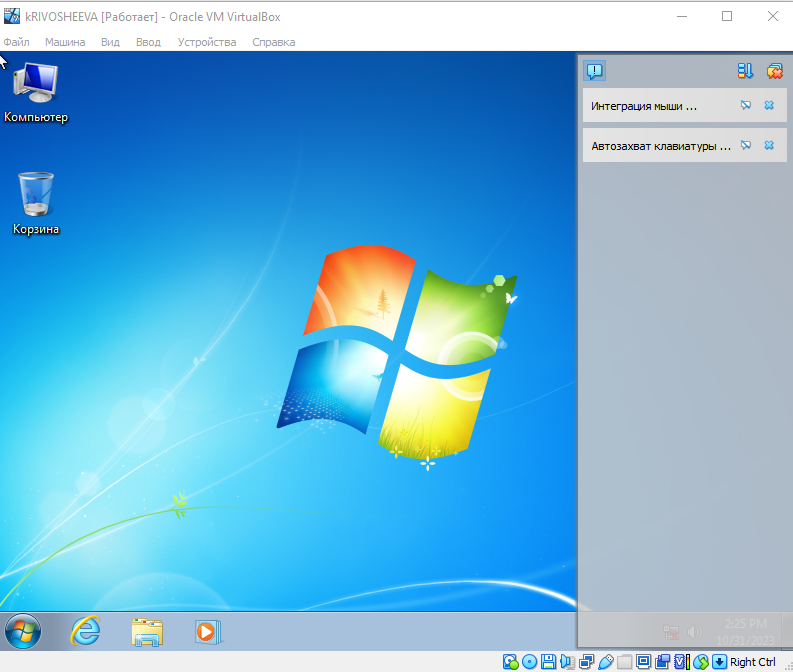 kRIVOSHEEVA [Работает] - Oracle VM VirtualBox
Файл Машина Вид Ввод Устройства Справка
Компьютер
Корзина
Интеграция мыши ...
Автозахват клавиатуры ...
2:25 PM
10/31/2023
Right Ctrl